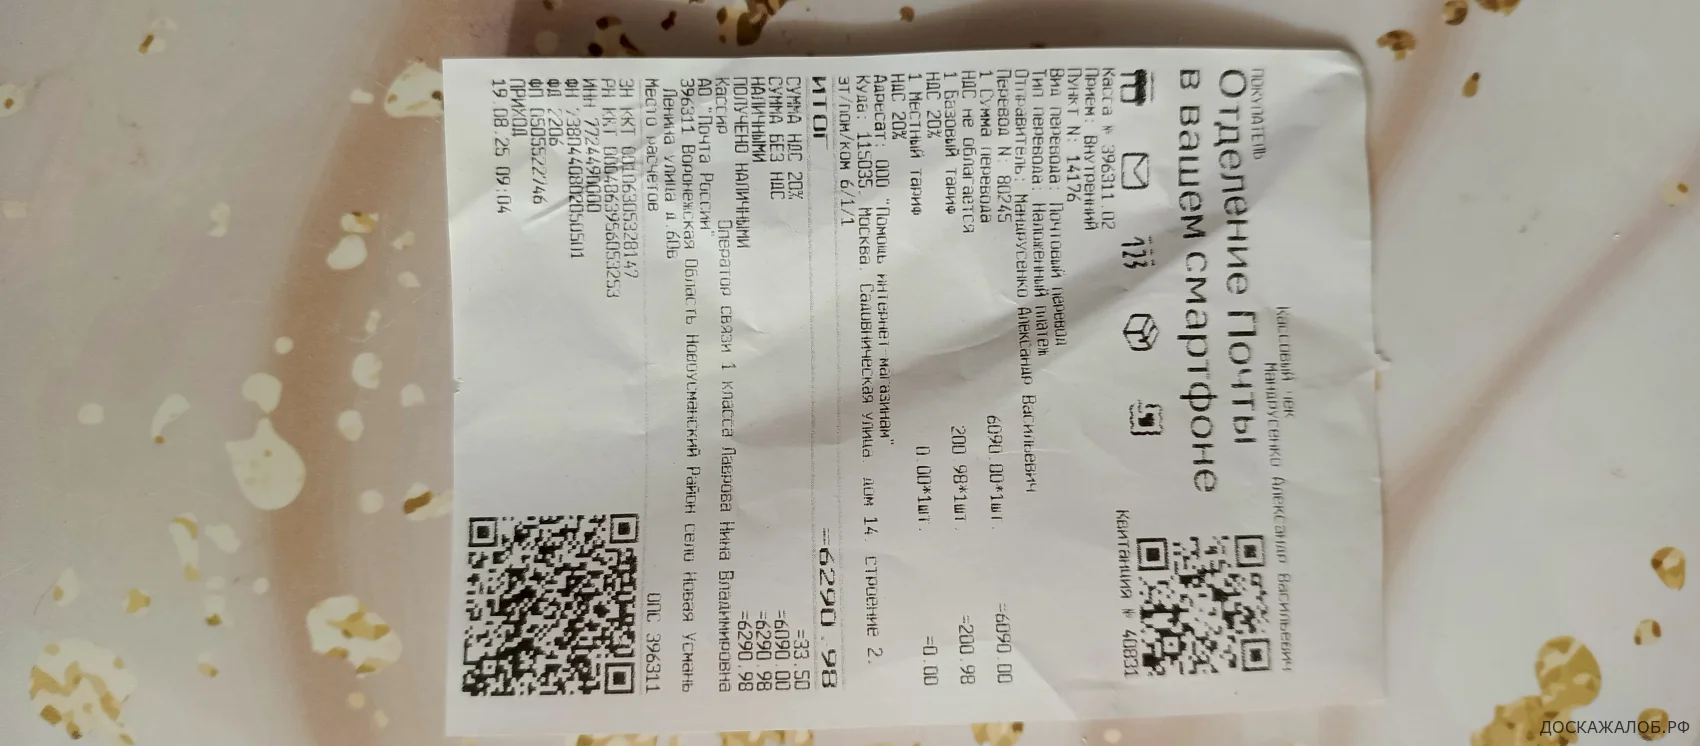 Кассовый чек
ПОКУПАТЕЛЬ Мандрусенко Александр Васильевич
Отделение Почты
в вашем смартфоне
123
Квитанция № 40831
Касса № 396311.02
Прием: Внутренний
Пункт N: 14176
Вид перевода: Почтовый перевод
Тип перевода: Наложенный платеж
Отправитель: Мандрусенко Александр Васильевич
Перевод N: 80245
1 Сумма перевода 6090.00*1шт. =6090.00
НДС не облагается
1 Базовый тариф 200.98*1шт. =200.98
НДС 20%
1 Местный тариф 0.00*1шт. =0.00
НДС 20%
Адресат: ООО "Помощь интернет-магазинам"
Куда: 115035, Москва, Садовническая улица, дом 14, строение 2,
эт/пом/ком 6/1/1
ИТОГ =6290.98
СУММА НДС 20% =33.50
СУММА БЕЗ НДС =6090.00
НАЛИЧНЫМИ =6290.98
ПОЛУЧЕНО НАЛИЧНЫМИ =6290.98
Кассир Оператор связи 1 класса Лаврова Нина Владимировна
АО "Почта России"
396311 Воронежская Область Новоусманский Район село Новая Усмань
Ленина улица д.60в
Место расчетов ОПС 396311
ЗН ККТ 00106305328147
РН ККТ 0004863956053253
ИНН 7724490000
ФН 7380440802050501
ФД 2206
ФП 0505522746
ПРИХОД
19.08.25 09:04
ДОСКАЖАЛОБ.РФ